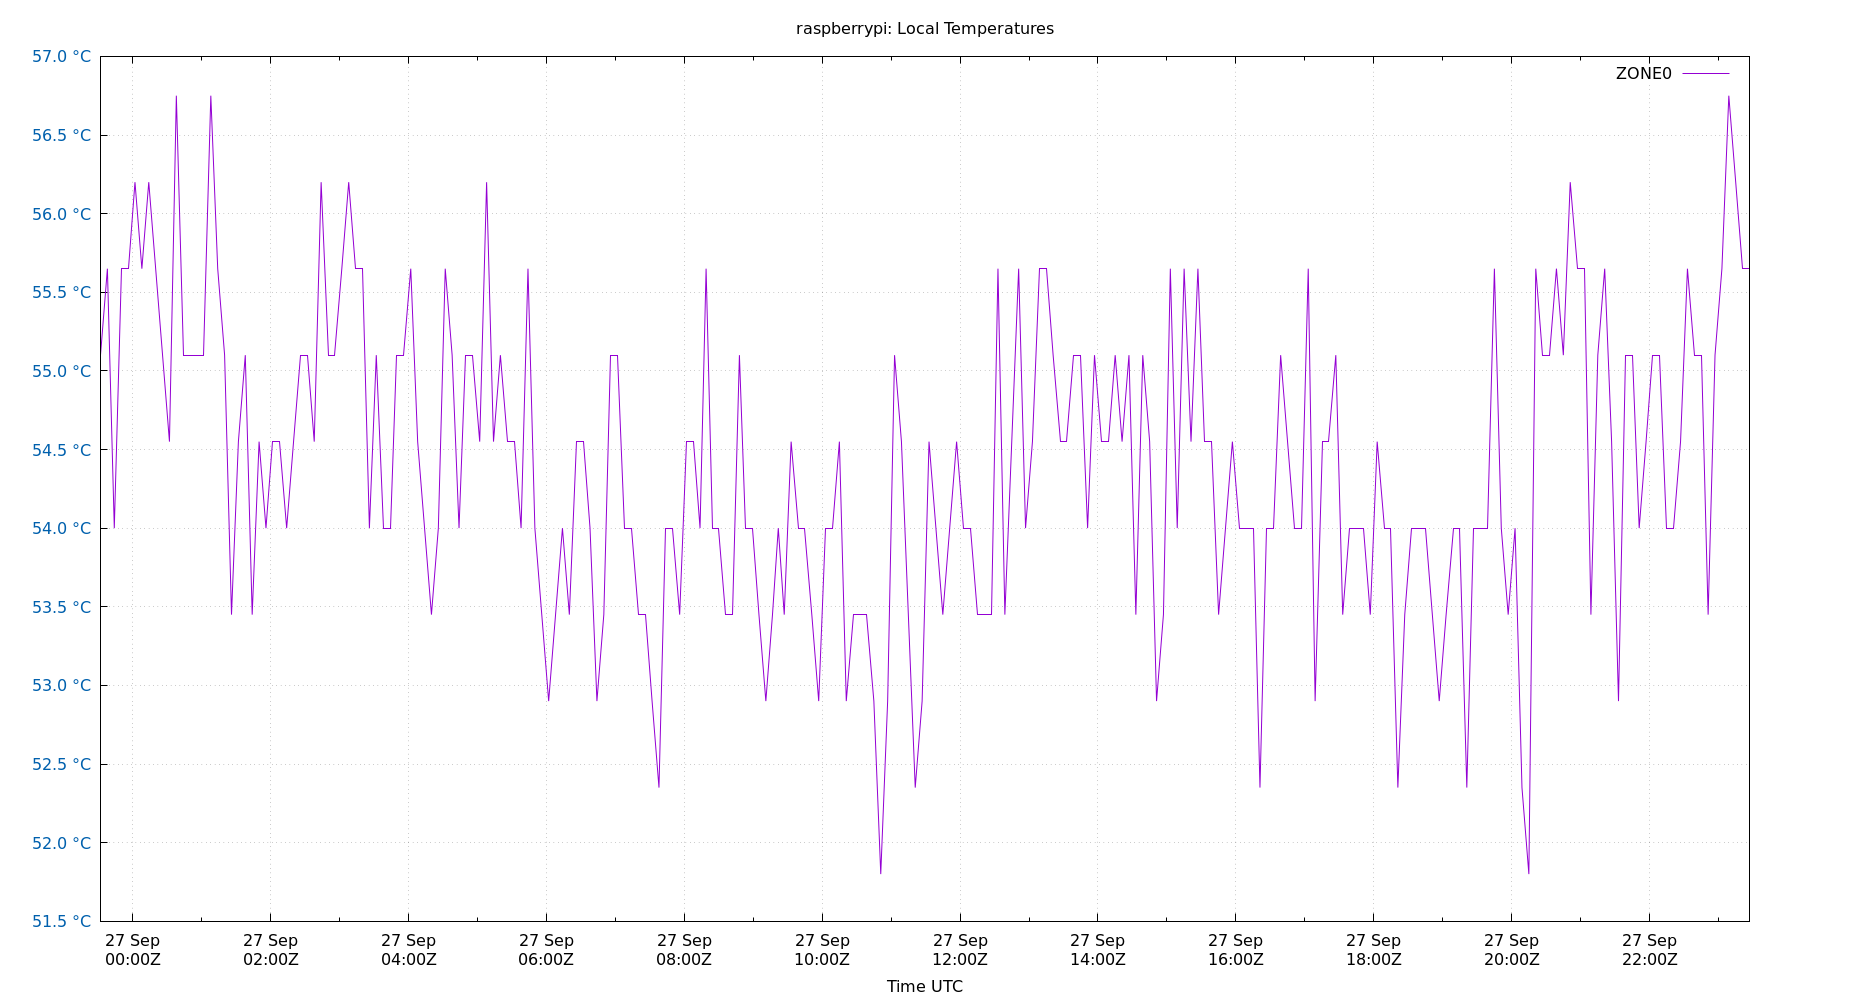 raspberrypi: Local Temperatures
57.0 °C
ZONE0
56.5 °C
56.0 °C
55.5 °C
55.0 °C
54.5 °C
54.0 °C
53.5 °C
53.0 °C
52.5 °C
52.0 °C
51.5 °C
27 Sep 27 Sep 27 Sep 27 Sep 27 Sep 27 Sep 27 Sep 27 Sep 27 Sep 27 Sep 27 Sep 27 Sep
00:00Z 02:00Z 04:00Z 06:00Z 08:00Z 10:00Z 12:00Z 14:00Z 16:00Z 18:00Z 20:00Z 22:00Z
Time UTC